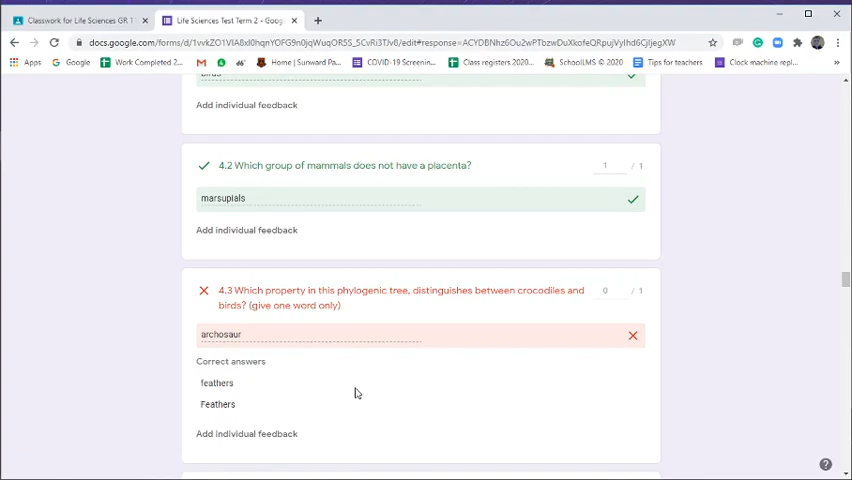 Classwork for Life Sciences GR 1
Life Sciences Test Term 2 - Goog
docs.google.com/forms/d/1vvkZO1VIA8xl0hqnYOFG9n0jqWuqORSS_5CvRi3TJv8/edit#response=ACYDBNhz6Ou2wPTbzwDuXkofeQRpujVylhd6CjIjegXW
Apps
Google
Work Completed 2...
Home | Sunward Pa...
COVID-19 Screenin...
Class registers 2020...
SchoolLMS © 2020
Tips for teachers
Clock machine repl...
birds
Add individual feedback
4.2 Which group of mammals does not have a placenta?
1 / 1
marsupials
Add individual feedback
4.3 Which property in this phylogenic tree, distinguishes between crocodiles and
birds? (give one word only)
0 / 1
archosaur
Correct answers
feathers
Feathers
Add individual feedback